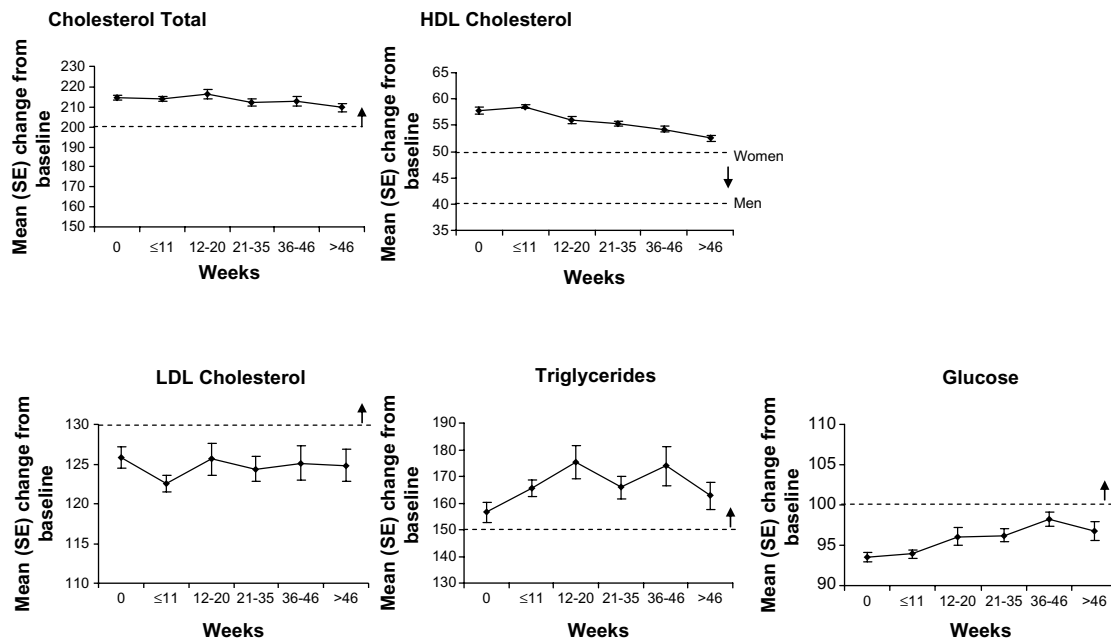 Cholesterol Total
Mean (SE) change from
baseline
230
220
210
200
190
180
170
160
150
0 ≤11 12-20 21-35 36-46 >46
Weeks
HDL Cholesterol
Mean (SE) change from
baseline
65
60
55
50
45
40
35
Women
Men
0 ≤11 12-20 21-35 36-46 >46
Weeks
LDL Cholesterol
Mean (SE) change from
baseline
130
125
120
115
110
0 ≤11 12-20 21-35 36-46 >46
Weeks
Triglycerides
Mean (SE) change from
baseline
190
180
170
160
150
140
130
0 ≤11 12-20 21-35 36-46 >46
Weeks
Glucose
Mean (SE) change from
baseline
110
105
100
95
90
0 ≤11 12-20 21-35 36-46 >46
Weeks